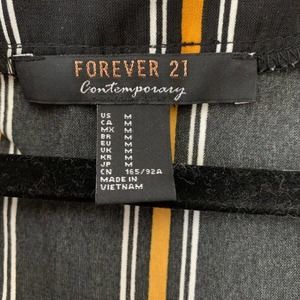 FOREVER 21
Contemporary
US M
CA M
MX M
BR M
EU M
UK M
KR M
JP M
CN 165/92A
MADE IN
VIETNAM